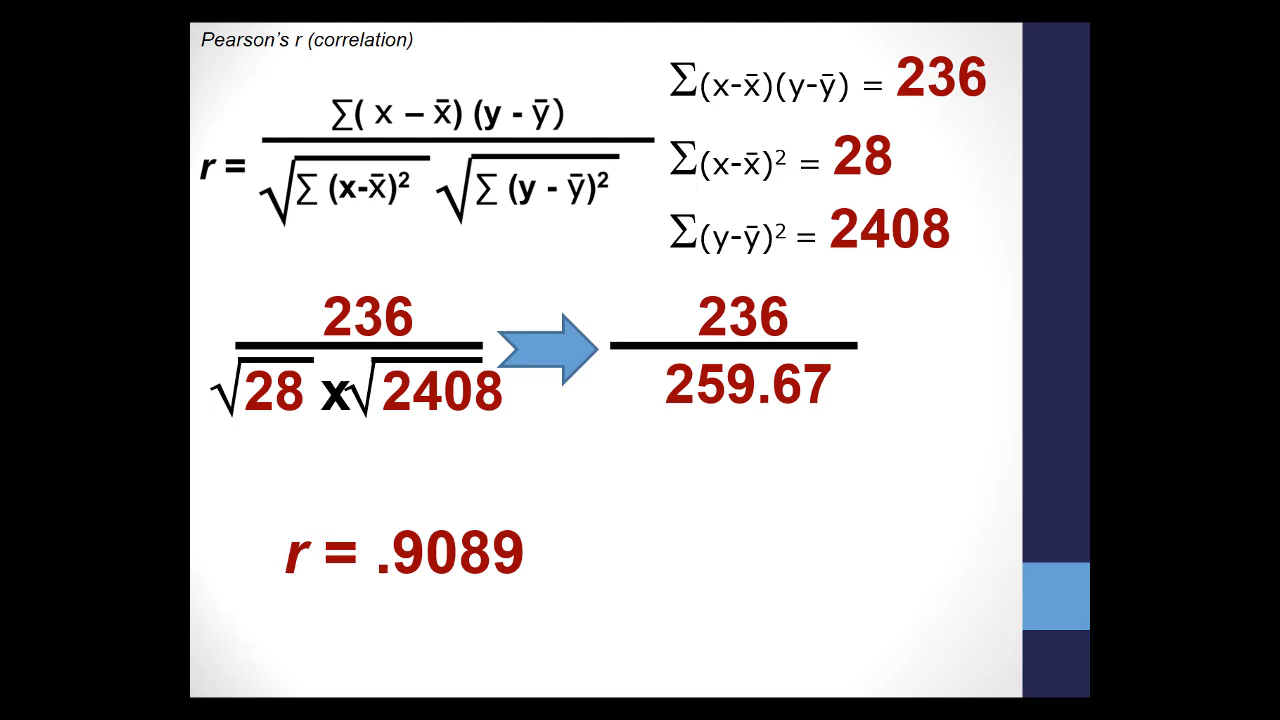 Pearson's r (correlation)
r = ∑( x – x̄) (y - ȳ)
√∑ (x-x̄)² √∑ (y - ȳ)²
∑(x-x̄)(y-ȳ) = 236
∑(x-x̄)² = 28
∑(y-ȳ)² = 2408
236
√28 x √2408
236
259.67
r = .9089